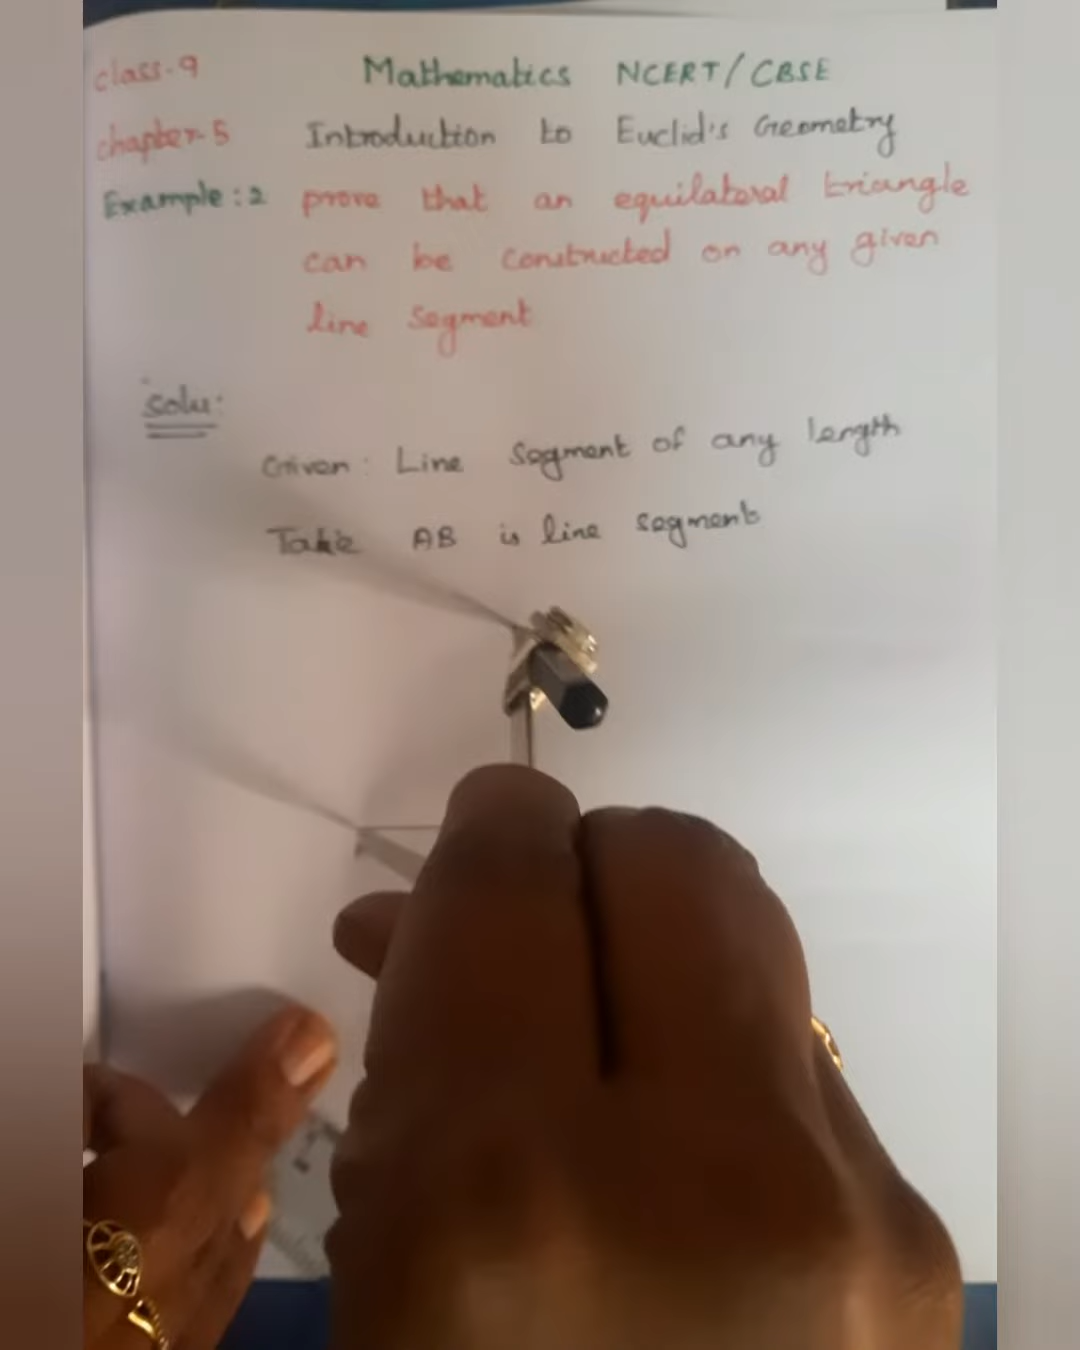 class-9 Mathematics NCERT/CBSE
chapter-5 Introduction to Euclid's Geometry
Example:2 prove that an equilateral triangle
can be constructed on any given
line segment
Solu:
Given: Line Segment of any length
Take AB is line segment